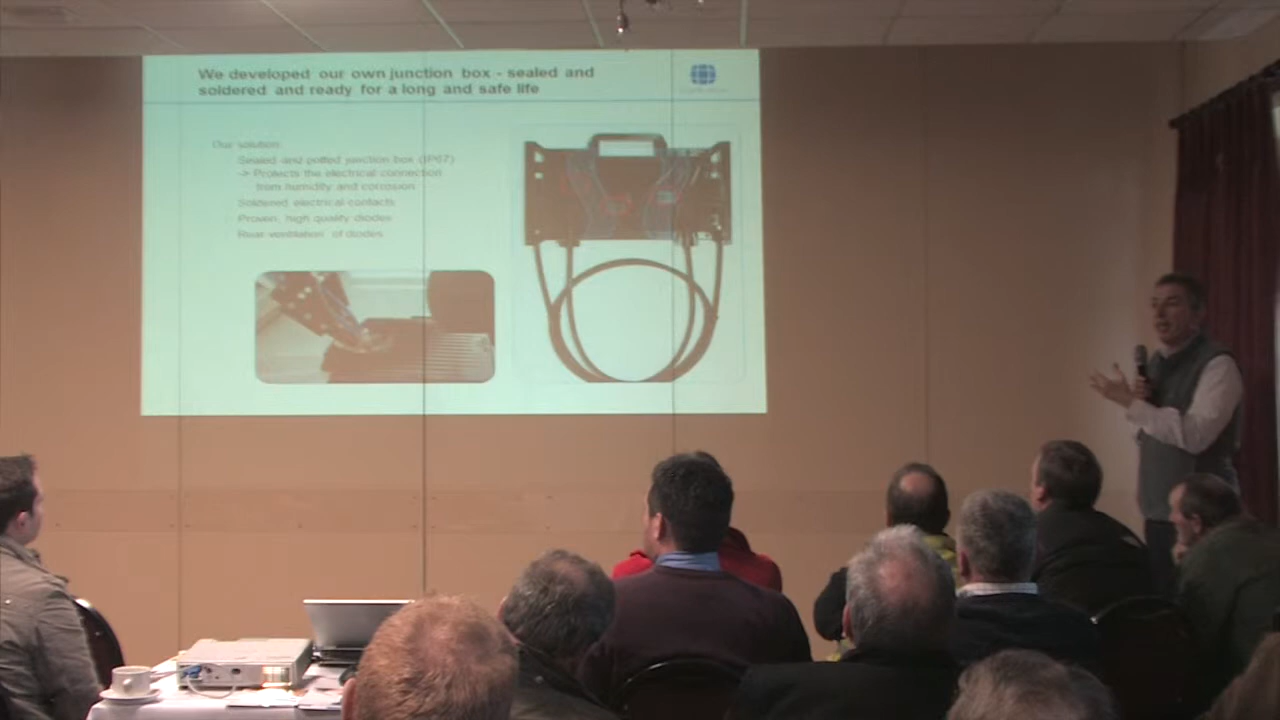 We developed our own junction box - sealed and
soldered and ready for a long and safe life
Our solution:
Sealed and potted junction box (IP67)
-> Protects the electrical connection
from humidity and corrosion
Soldered electrical contacts
Proven, high quality diodes
Rear ventilation of diodes